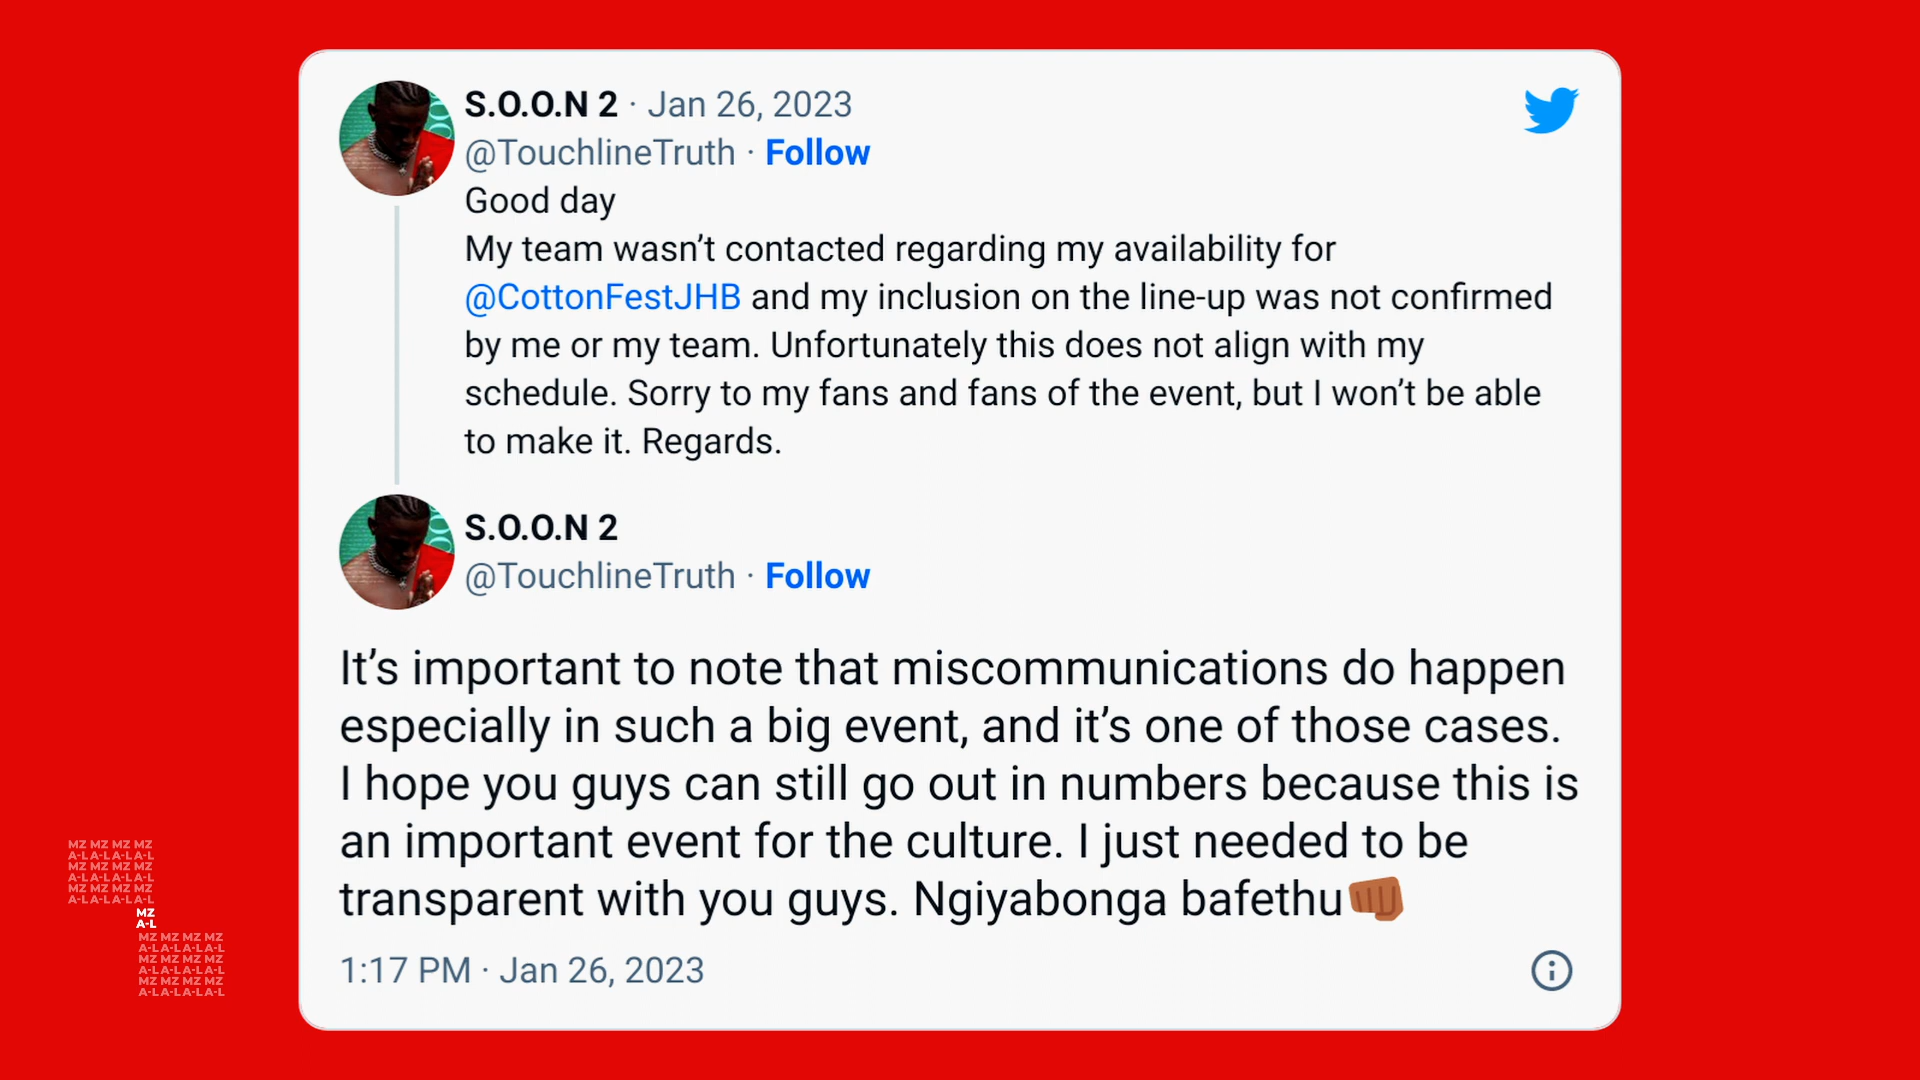 S.O.O.N 2 · Jan 26, 2023
@TouchlineTruth · Follow
Good day
My team wasn’t contacted regarding my availability for
@CottonFestJHB and my inclusion on the line-up was not confirmed
by me or my team. Unfortunately this does not align with my
schedule. Sorry to my fans and fans of the event, but I won’t be able
to make it. Regards.
S.O.O.N 2
@TouchlineTruth · Follow
It’s important to note that miscommunications do happen
especially in such a big event, and it’s one of those cases.
I hope you guys can still go out in numbers because this is
an important event for the culture. I just needed to be
transparent with you guys. Ngiyabonga bafethu👊🏾
1:17 PM · Jan 26, 2023
MZ MZ MZ MZ
A-LA-LA-LA-L
MZ MZ MZ MZ
A-LA-LA-LA-L
MZ MZ MZ MZ
A-LA-LA-LA-L
MZ
A-L
MZ MZ MZ MZ
A-LA-LA-LA-L
MZ MZ MZ MZ
A-LA-LA-LA-L
MZ MZ MZ MZ
A-LA-LA-LA-L